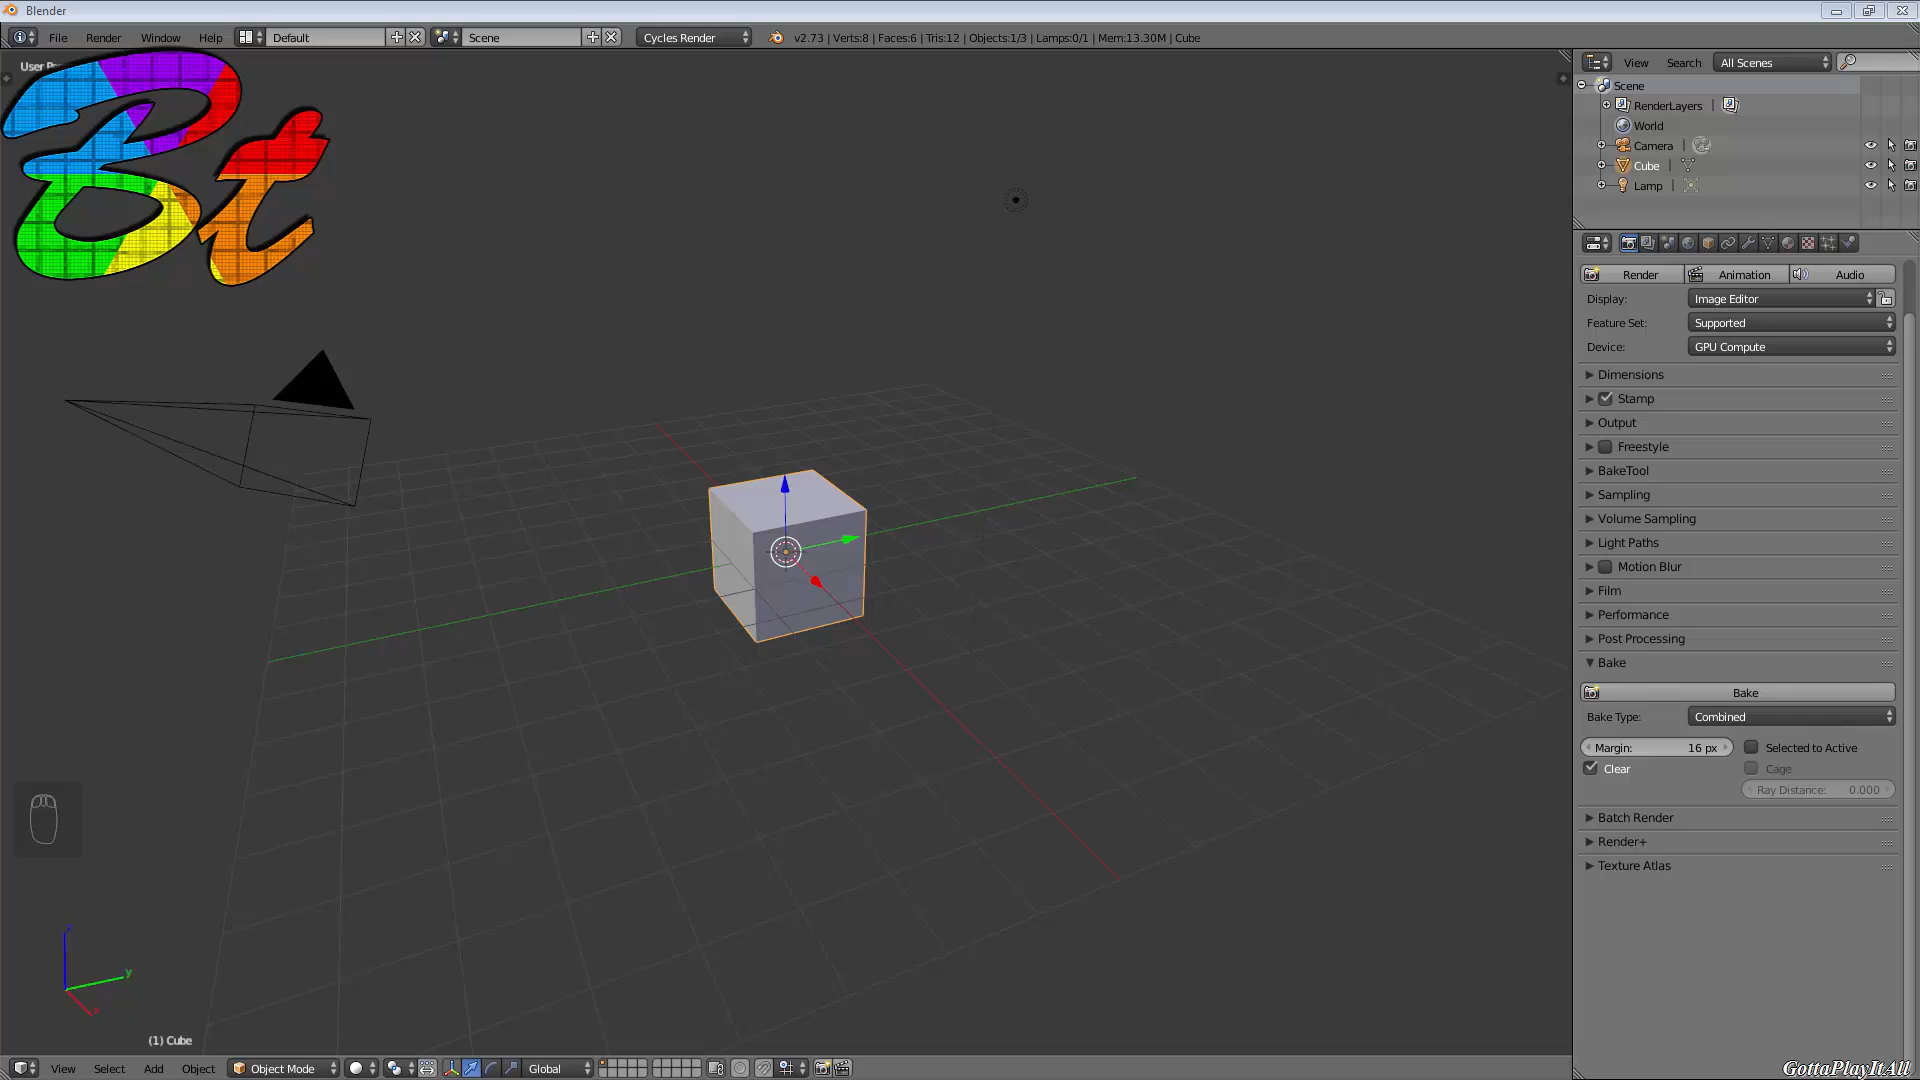 Blender
File Render Window Help Default Scene Cycles Render v2.73 | Verts:8 | Faces:6 | Tris:12 | Objects:1/3 | Lamps:0/1 | Mem:13.30M | Cube
User
Bt
View Search All Scenes
Scene
RenderLayers
World
Camera
Cube
Lamp
Render Animation Audio
Display: Image Editor
Feature Set: Supported
Device: GPU Compute
Dimensions
Stamp
Output
Freestyle
BakeTool
Sampling
Volume Sampling
Light Paths
Motion Blur
Film
Performance
Post Processing
Bake
Bake
Bake Type: Combined
Margin: 16 px Selected to Active
Clear Cage
Ray Distance: 0.000
Batch Render
Render+
Texture Atlas
z
y
x
(1) Cube
View Select Add Object Object Mode Global
GottaPlayItAll